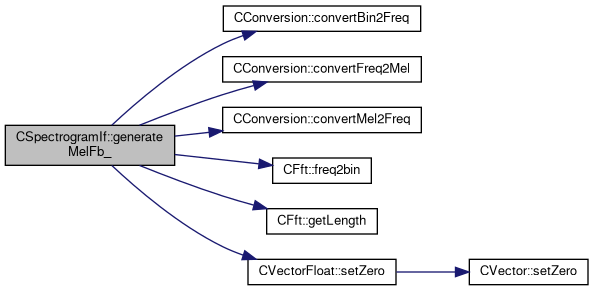 CConversion::convertBin2Freq
CConversion::convertFreq2Mel
CConversion::convertMel2Freq
CSpectrogramIf::generate
MelFb_
CFft::freq2bin
CFft::getLength
CVectorFloat::setZero
CVector::setZero